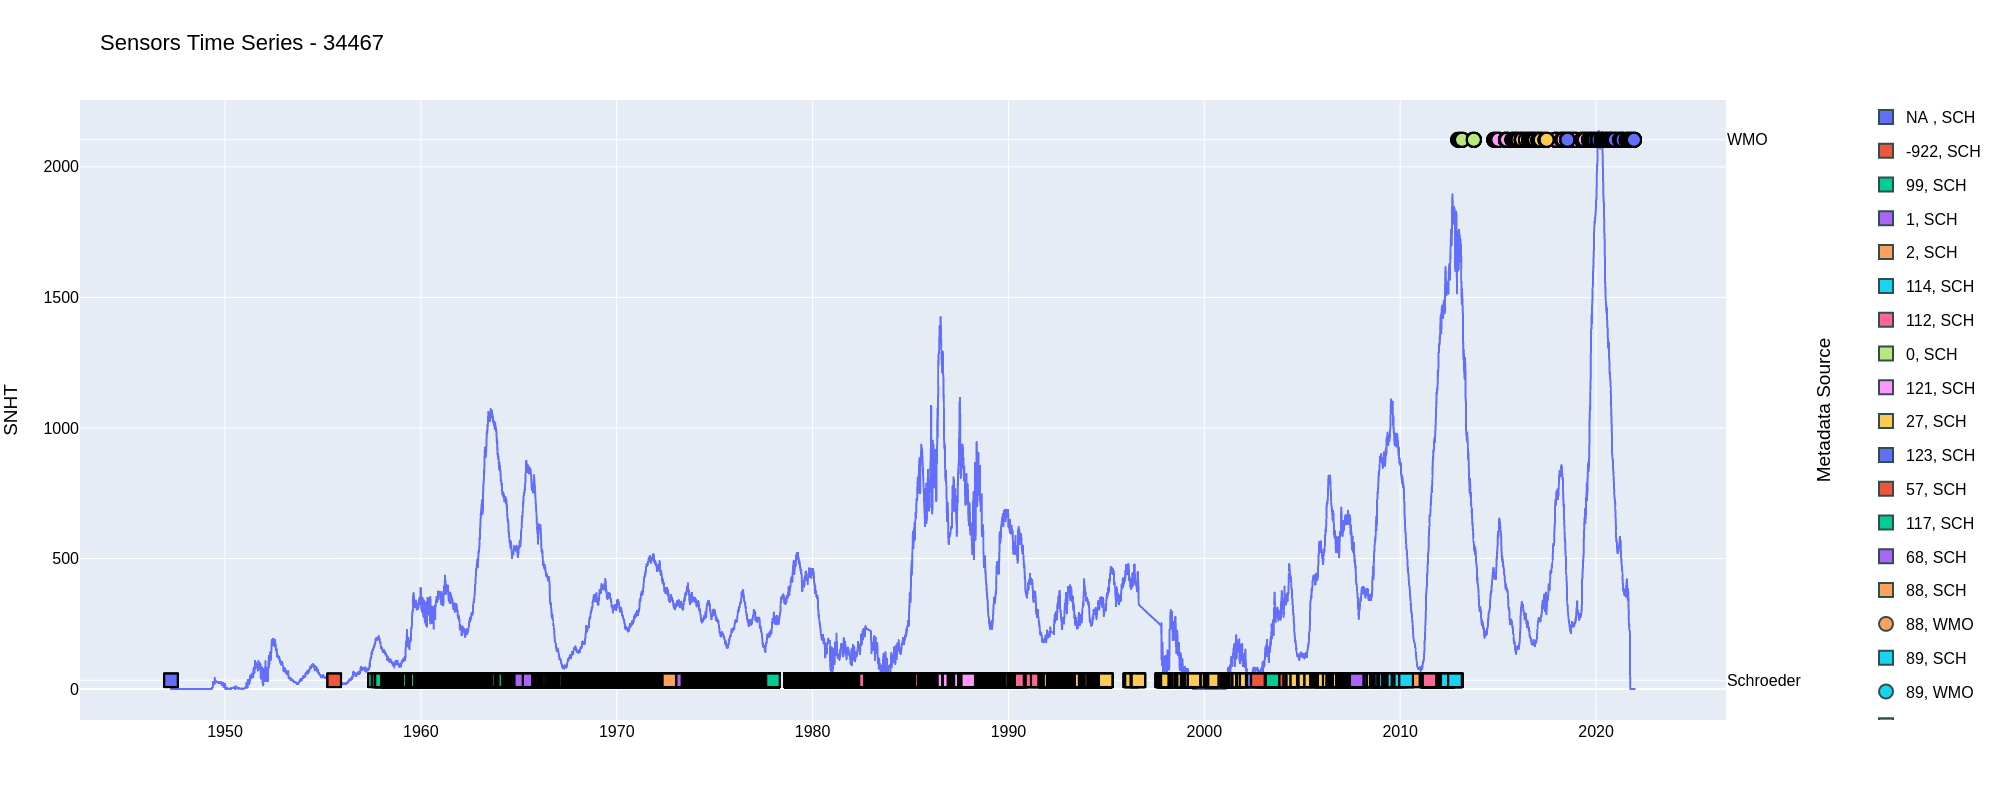 Sensors Time Series - 34467
SNHT
2000
1500
1000
500
0
1950
1960
1970
1980
1990
2000
2010
2020
WMO
Schroeder
Metadata Source
NA , SCH
-922, SCH
99, SCH
1, SCH
2, SCH
114, SCH
112, SCH
0, SCH
121, SCH
27, SCH
123, SCH
57, SCH
117, SCH
68, SCH
88, SCH
88, WMO
89, SCH
89, WMO